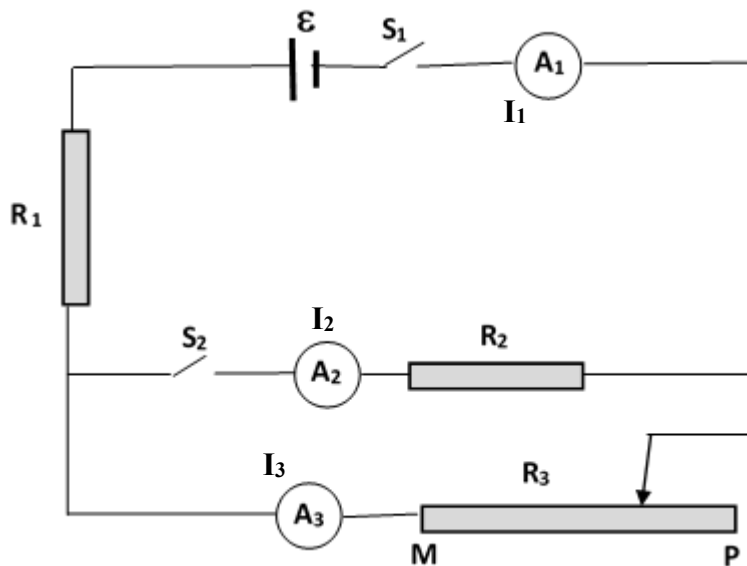 ε
S₁
A₁
I₁
R₁
I₂
S₂
A₂
R₂
I₃
R₃
A₃
M P